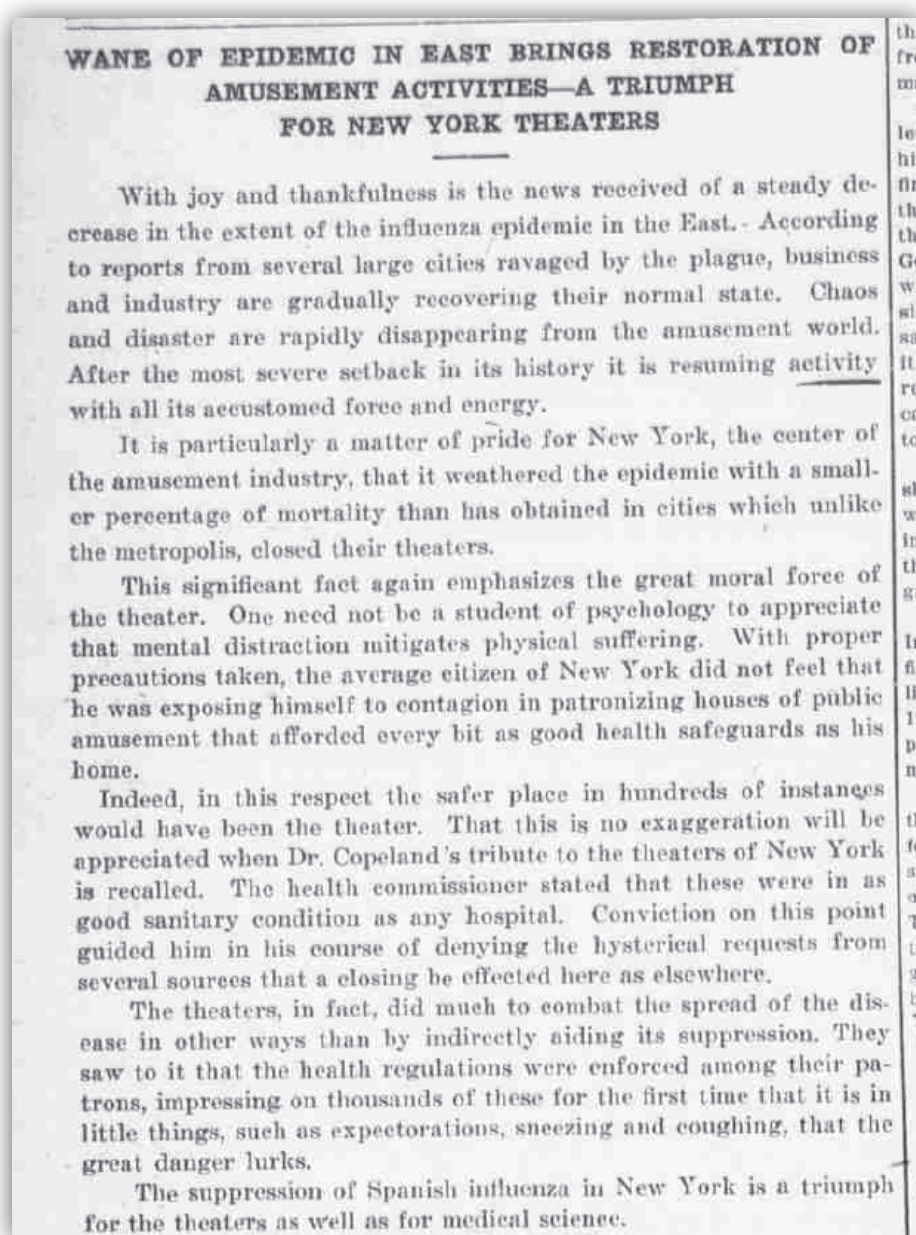 WANE OF EPIDEMIC IN EAST BRINGS RESTORATION OF
AMUSEMENT ACTIVITIES—A TRIUMPH
FOR NEW YORK THEATERS
With joy and thankfulness is the news received of a steady de-
crease in the extent of the influenza epidemic in the East. According
to reports from several large cities ravaged by the plague, business
and industry are gradually recovering their normal state. Chaos
and disaster are rapidly disappearing from the amusement world.
After the most severe setback in its history it is resuming activity
with all its accustomed force and energy.
It is particularly a matter of pride for New York, the center of
the amusement industry, that it weathered the epidemic with a small-
er percentage of mortality than has obtained in cities which unlike
the metropolis, closed their theaters.
This significant fact again emphasizes the great moral force of
the theater. One need not be a student of psychology to appreciate
that mental distraction mitigates physical suffering. With proper
precautions taken, the average citizen of New York did not feel that
he was exposing himself to contagion in patronizing houses of public
amusement that afforded every bit as good health safeguards as his
home.
Indeed, in this respect the safer place in hundreds of instances
would have been the theater. That this is no exaggeration will be
appreciated when Dr. Copeland's tribute to the theaters of New York
is recalled. The health commissioner stated that these were in as
good sanitary condition as any hospital. Conviction on this point
guided him in his course of denying the hysterical requests from
several sources that a closing be effected here as elsewhere.
The theaters, in fact, did much to combat the spread of the dis-
ease in other ways than by indirectly aiding its suppression. They
saw to it that the health regulations were enforced among their pa-
trons, impressing on thousands of these for the first time that it is in
little things, such as expectorations, sneezing and coughing, that the
great danger lurks.
The suppression of Spanish influenza in New York is a triumph
for the theaters as well as for medical science.